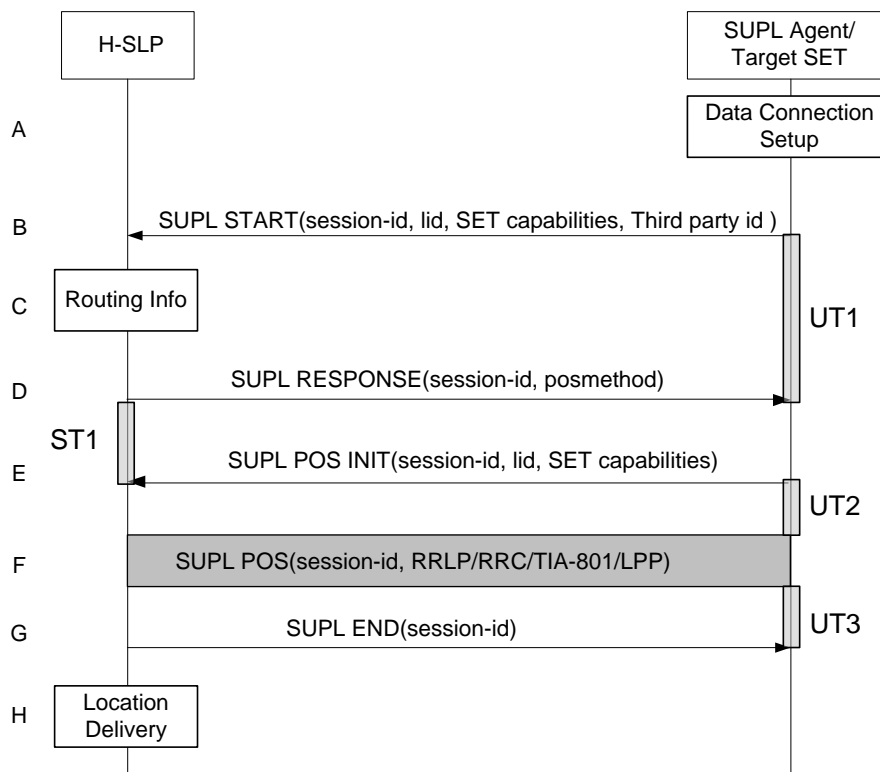 H-SLP
SUPL Agent/
Target SET
A
Data Connection
Setup
B
SUPL START(session-id, lid, SET capabilities, Third party id )
C
Routing Info
UT1
D
SUPL RESPONSE(session-id, posmethod)
ST1
E
SUPL POS INIT(session-id, lid, SET capabilities)
UT2
F
SUPL POS(session-id, RRLP/RRC/TIA-801/LPP)
G
SUPL END(session-id)
UT3
H
Location
Delivery